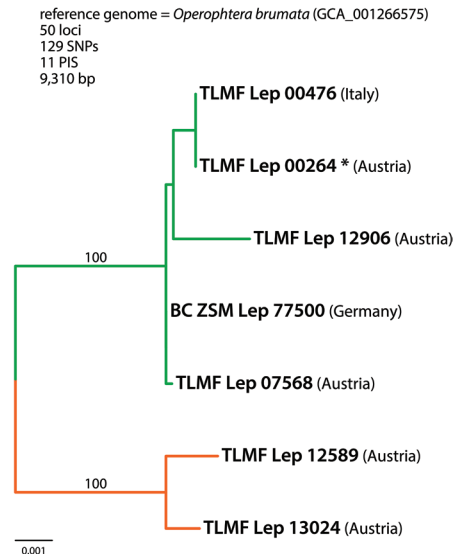 reference genome = Operophtera brumata (GCA_001266575)
50 loci
129 SNPs
11 PIS
9,310 bp
TLMF Lep 00476 (Italy)
TLMF Lep 00264 * (Austria)
TLMF Lep 12906 (Austria)
100
BC ZSM Lep 77500 (Germany)
TLMF Lep 07568 (Austria)
TLMF Lep 12589 (Austria)
100
TLMF Lep 13024 (Austria)
0.001